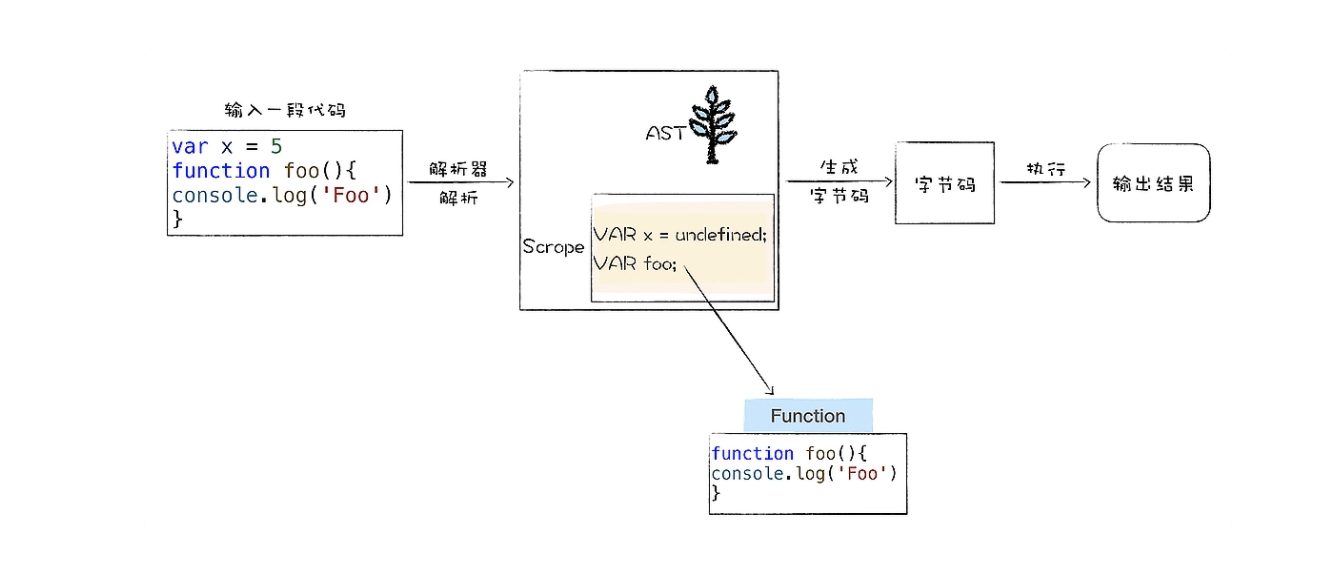 输入一段代码
var x = 5
function foo(){
console.log('Foo')
}
解析器
解析
AST
Scrope
VAR x = undefined;
VAR foo;
生成
字节码
字节码
执行
输出结果
Function
function foo(){
console.log('Foo')
}